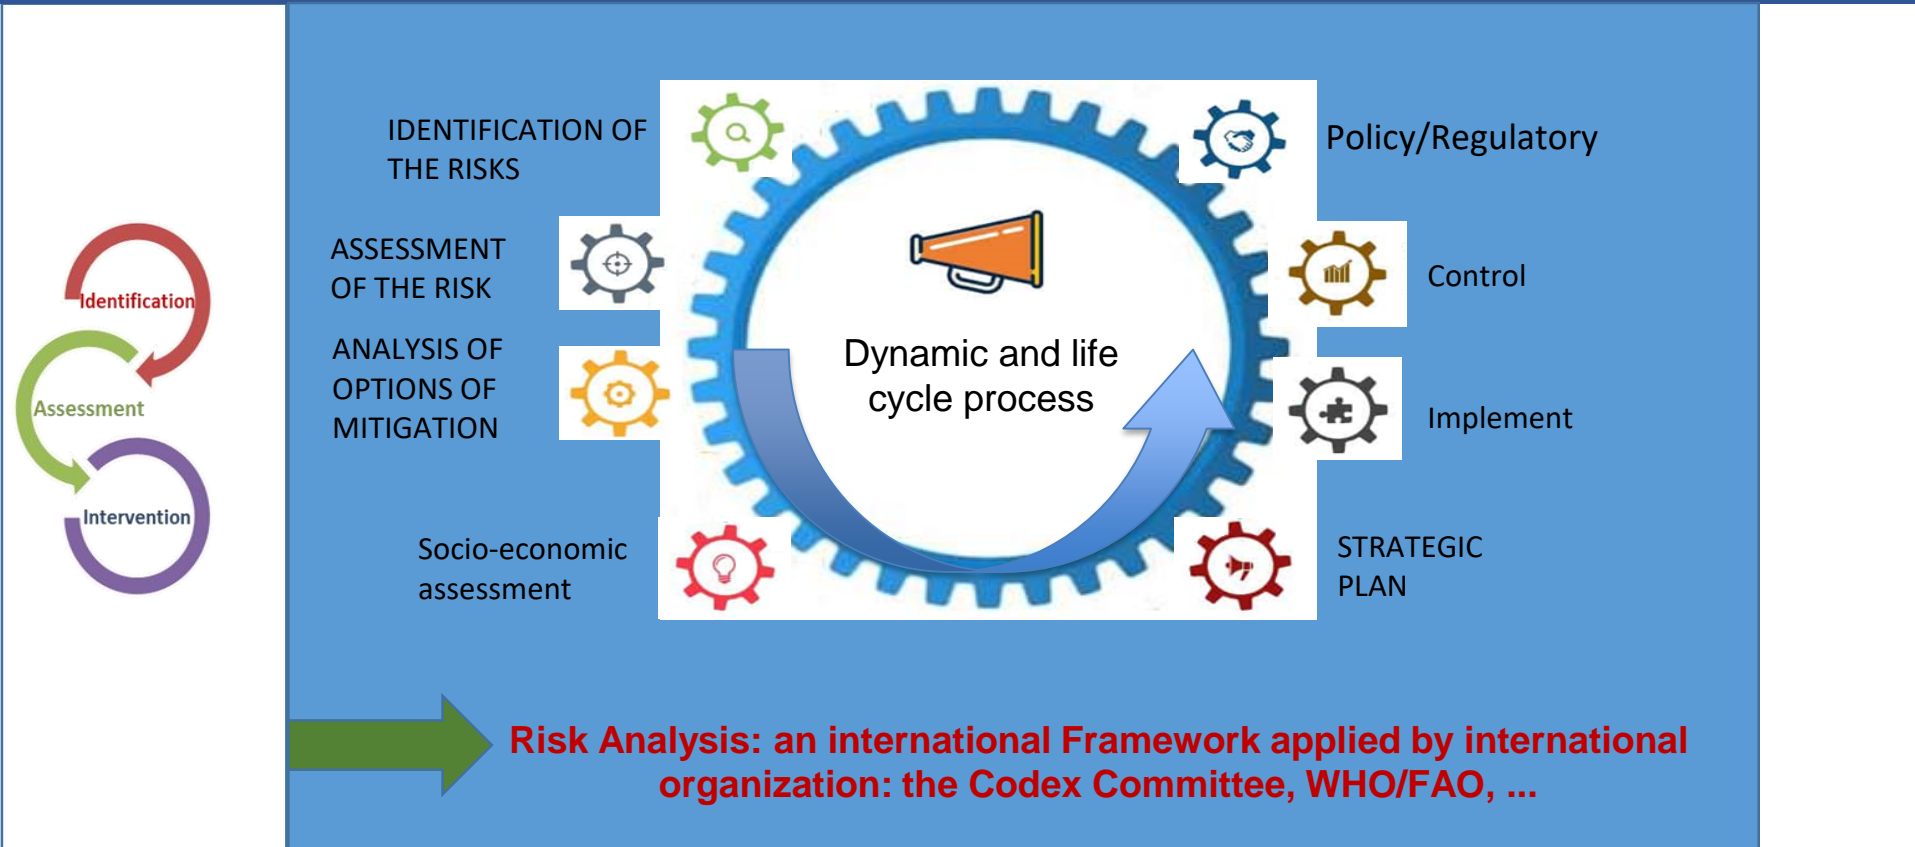 Identification
Assessment
Intervention
IDENTIFICATION OF
THE RISKS
ASSESSMENT
OF THE RISK
ANALYSIS OF
OPTIONS OF
MITIGATION
Socio-economic
assessment
Dynamic and life
cycle process
Policy/Regulatory
Control
Implement
STRATEGIC
PLAN
Risk Analysis: an international Framework applied by international
organization: the Codex Committee, WHO/FAO, ...